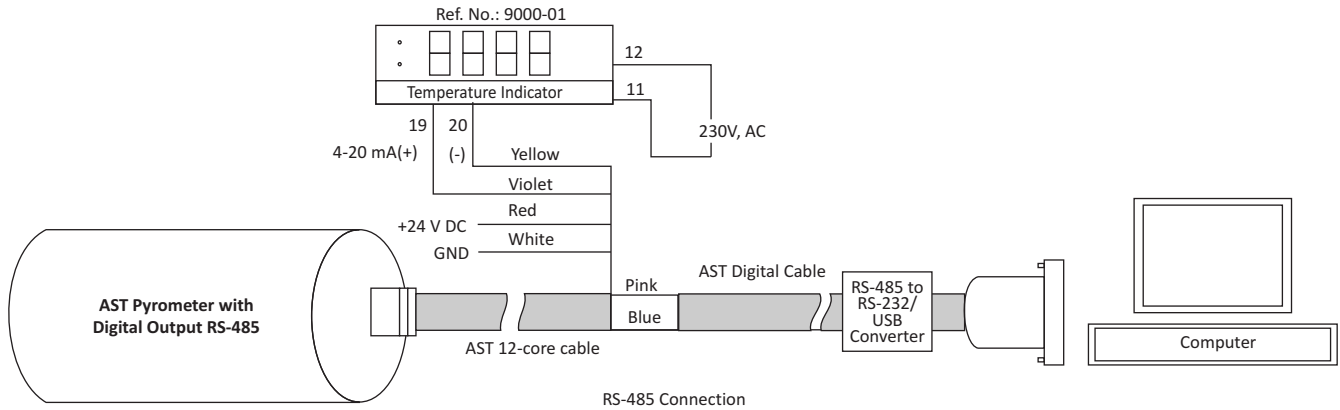 Ref. No.: 9000-01
12
Temperature Indicator
11
230V, AC
19
20
4-20 mA(+)
(-)
Yellow
Violet
Red
+24 V DC
White
GND
AST Pyrometer with
Digital Output RS-485
Pink
Blue
AST 12-core cable
AST Digital Cable
RS-485 to
RS-232/
USB
Converter
Computer
RS-485 Connection